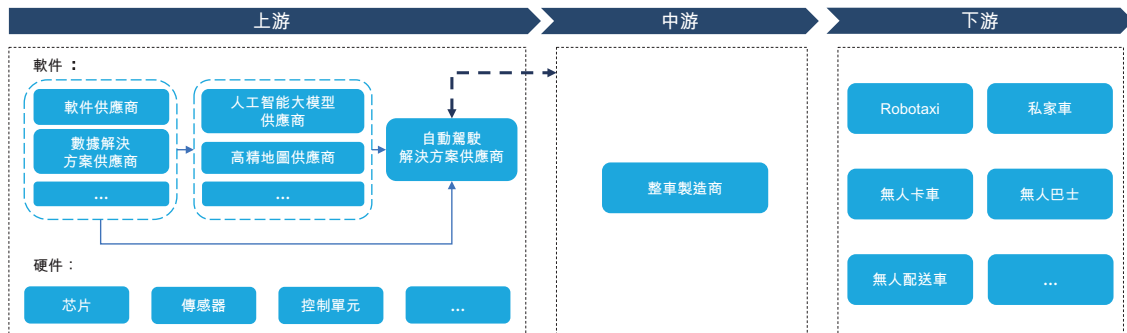 上游
中游
下游
軟件：
軟件供應商
數據解決
方案供應商
...
人工智能大模型
供應商
高精地圖供應商
...
自動駕駛
解決方案供應商
硬件：
芯片
傳感器
控制單元
...
整車製造商
Robotaxi
私家車
無人卡車
無人巴士
無人配送車
...